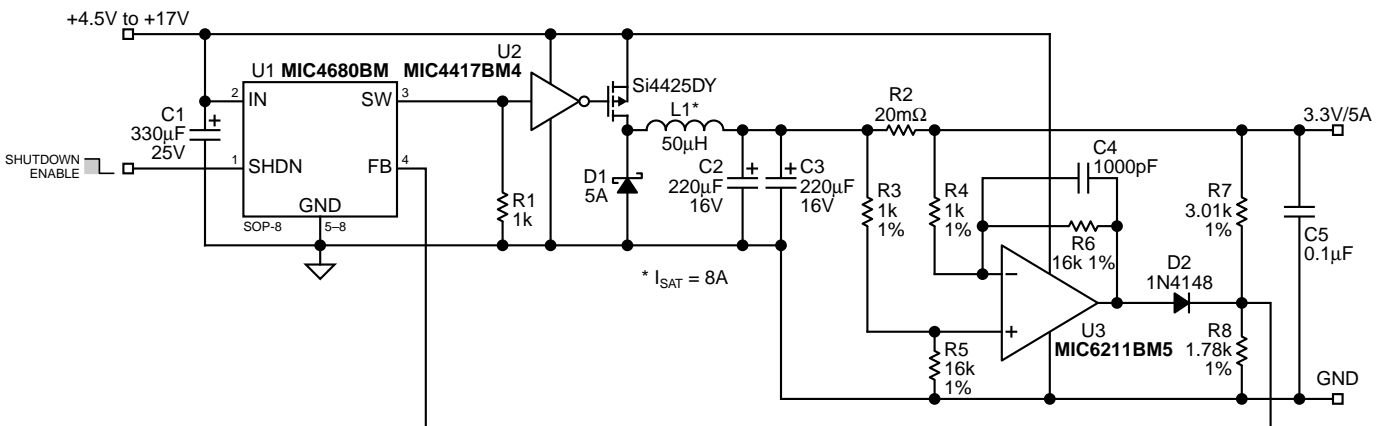 +4.5V to +17V
U1 MIC4680BM
U2
MIC4417BM4
Si4425DY
C1
330µF
25V
2
IN
SW
3
SHUTDOWN
ENABLE
1
SHDN
FB
4
GND
SOP-8
5–8
R1
1k
D1
5A
L1*
50µH
C2
220µF
16V
C3
220µF
16V
* ISAT = 8A
R2
20mΩ
R3
1k
1%
R4
1k
1%
C4
1000pF
R6
16k 1%
R5
16k
1%
−
+
U3
MIC6211BM5
D2
1N4148
R7
3.01k
1%
R8
1.78k
1%
C5
0.1µF
3.3V/5A
GND